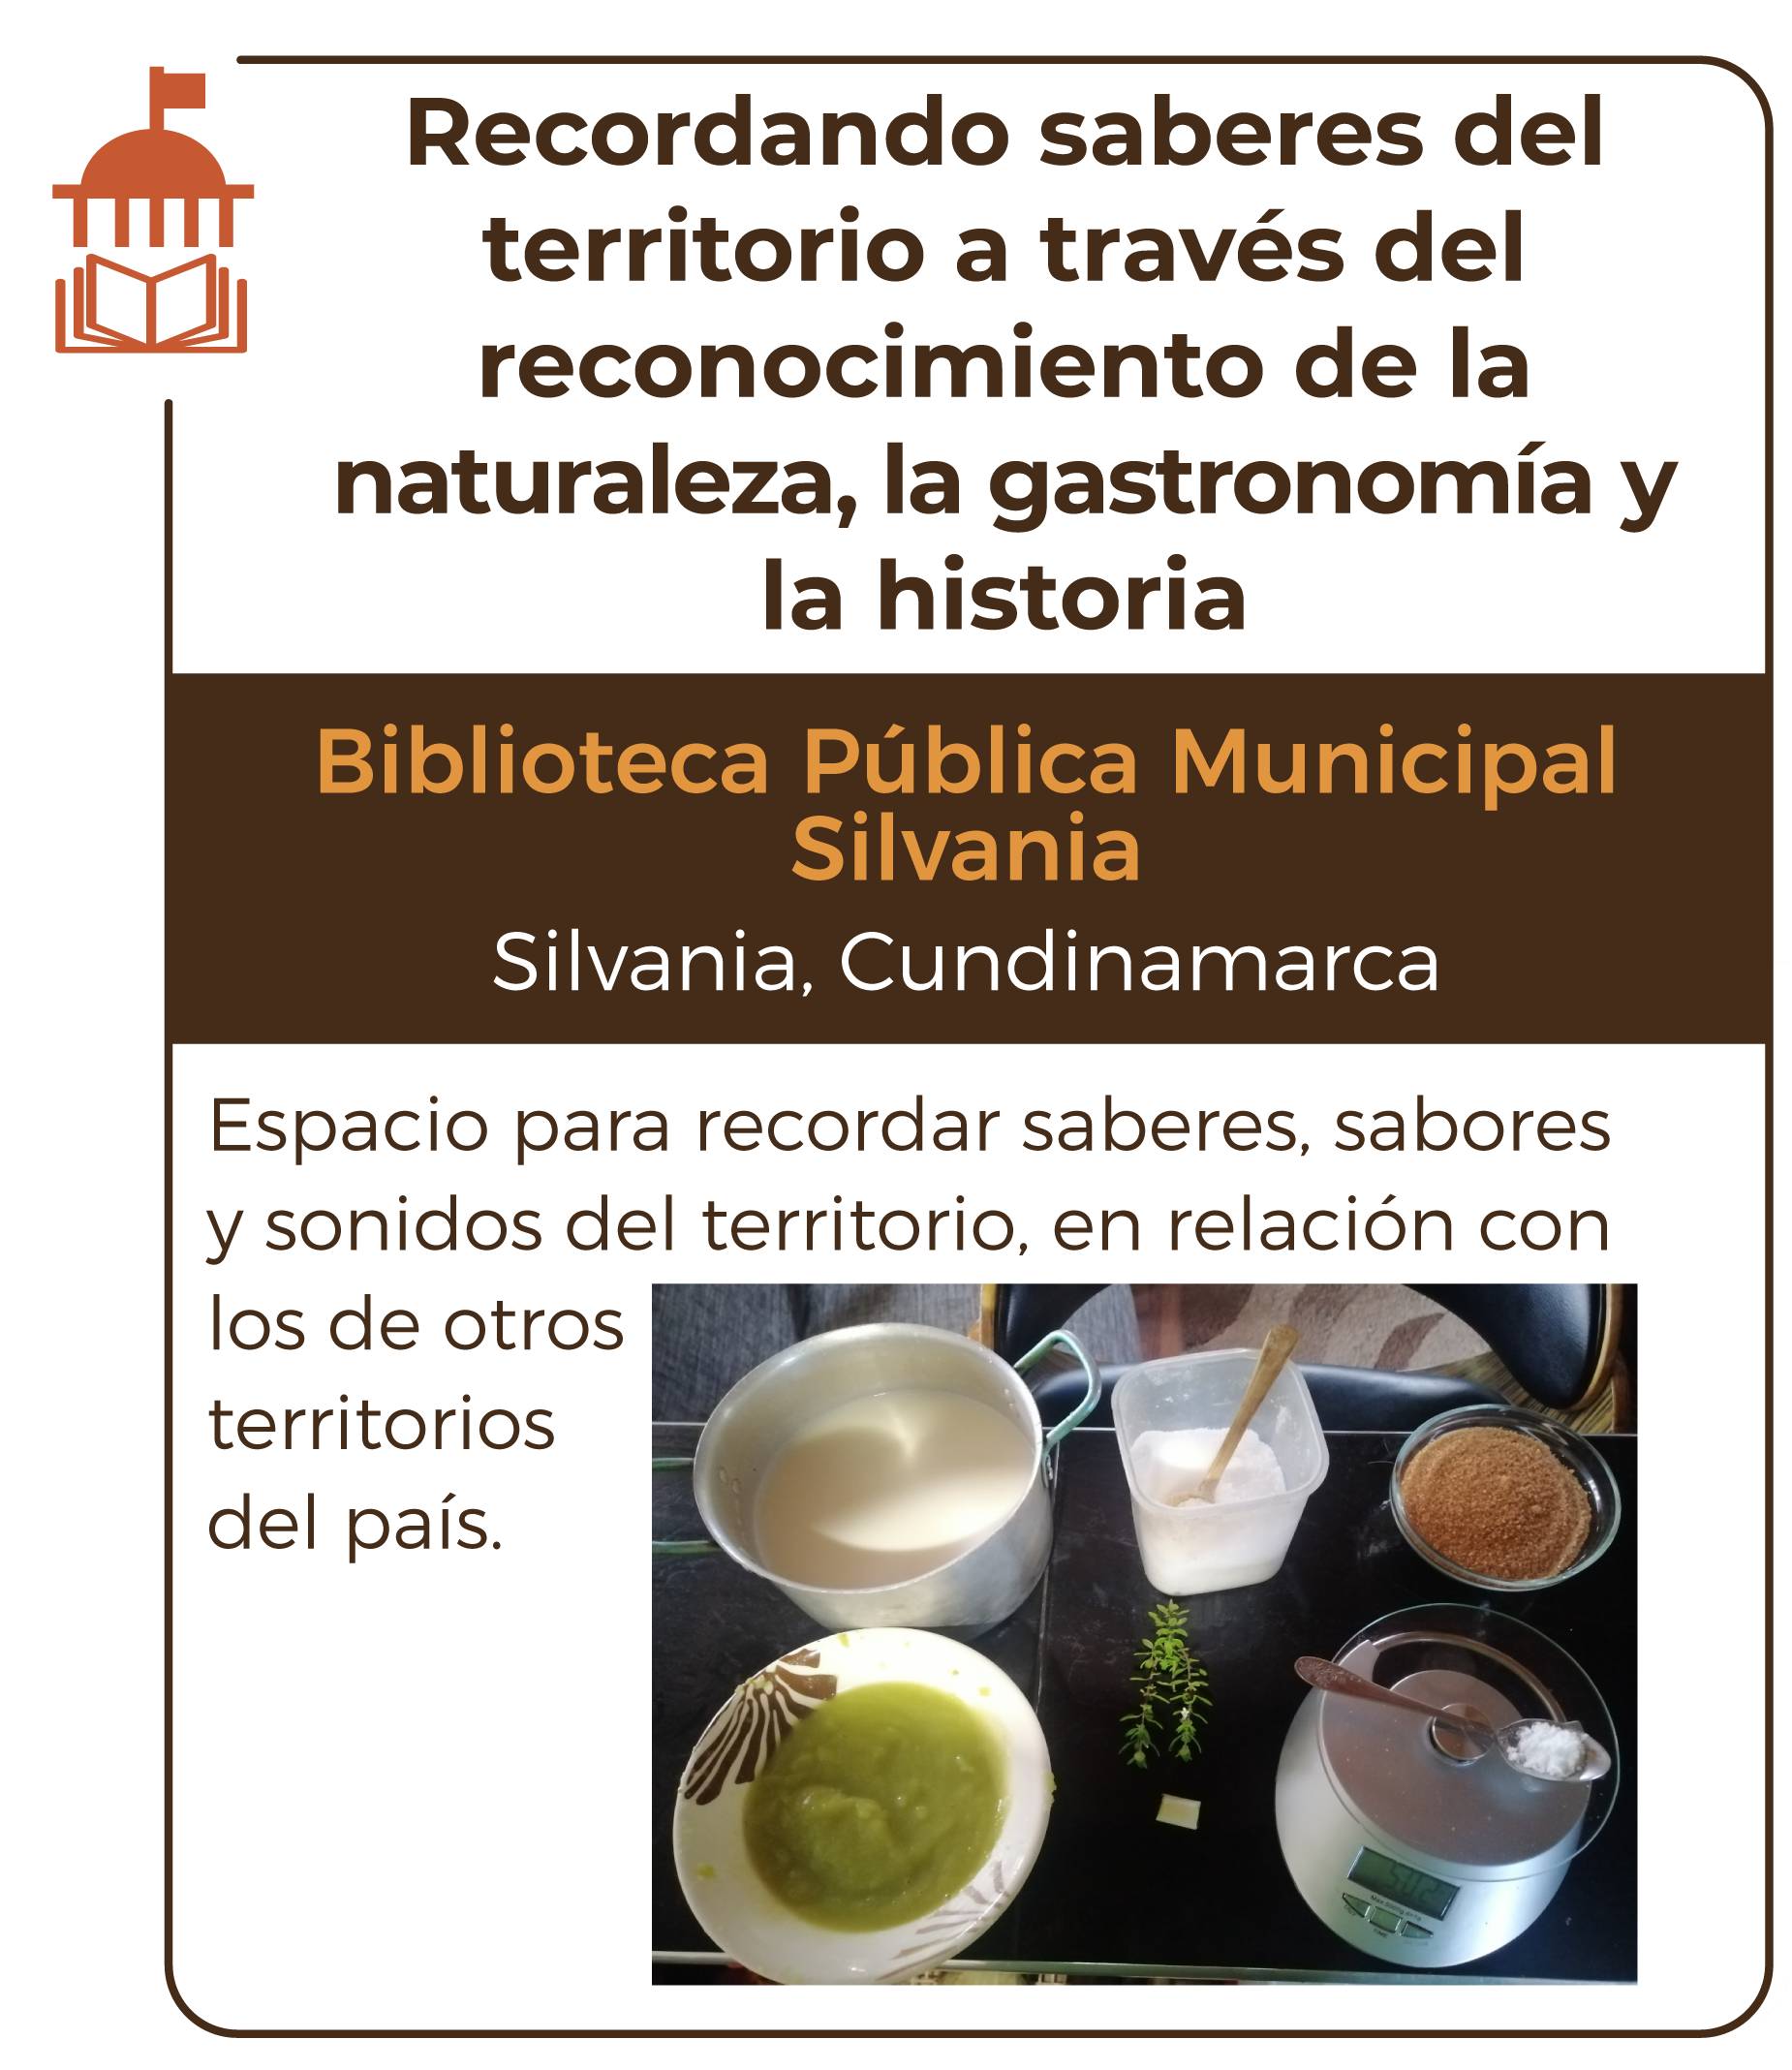 Recordando saberes del
territorio a través del
reconocimiento de la
naturaleza, la gastronomía y
la historia
Biblioteca Pública Municipal
Silvania
Silvania, Cundinamarca
Espacio para recordar saberes, sabores
y sonidos del territorio, en relación con
los de otros
territorios
del país.